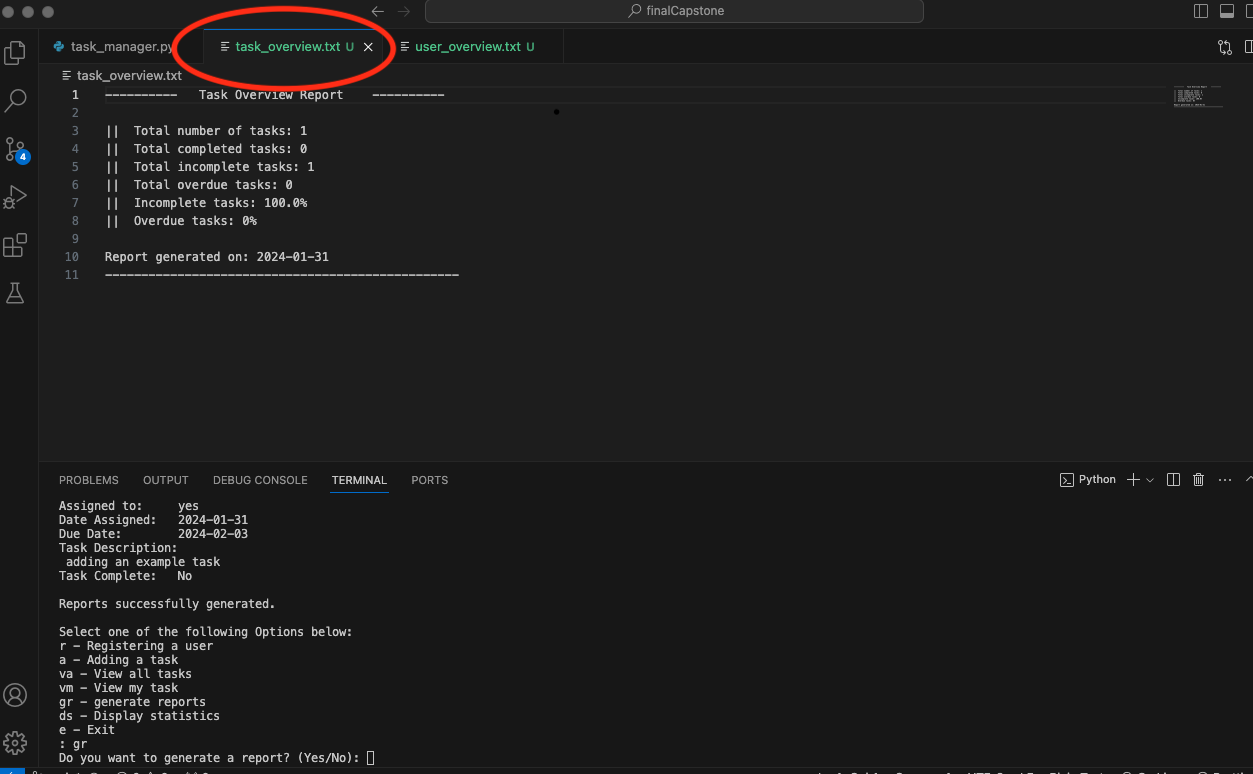 finalCapstone
task_manager.py
task_overview.txt U
user_overview.txt U
task_overview.txt
1 ---------- Task Overview Report ----------
2
3 || Total number of tasks: 1
4 || Total completed tasks: 0
5 || Total incomplete tasks: 1
6 || Total overdue tasks: 0
7 || Incomplete tasks: 100.0%
8 || Overdue tasks: 0%
9
10 Report generated on: 2024-01-31
11 -------------------------------------------------
4
PROBLEMS OUTPUT DEBUG CONSOLE TERMINAL PORTS
Python
Assigned to: yes
Date Assigned: 2024-01-31
Due Date: 2024-02-03
Task Description:
adding an example task
Task Complete: No
Reports successfully generated.
Select one of the following Options below:
r - Registering a user
a - Adding a task
va - View all tasks
vm - View my task
gr - generate reports
ds - Display statistics
e - Exit
: gr
Do you want to generate a report? (Yes/No):